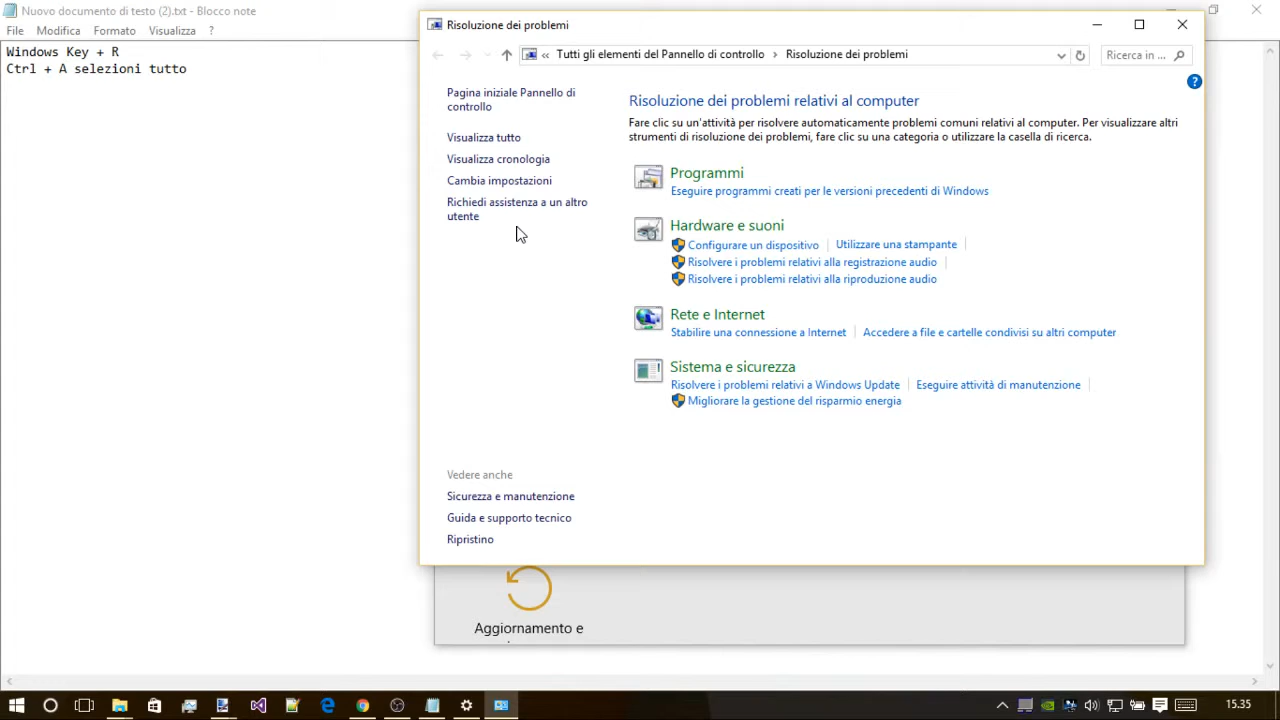 Nuovo documento di testo (2).txt - Blocco note
File Modifica Formato Visualizza ?
Windows Key + R
Ctrl + A selezioni tutto
Risoluzione dei problemi
« Tutti gli elementi del Pannello di controllo > Risoluzione dei problemi
Ricerca in ...
Pagina iniziale Pannello di
controllo
Visualizza tutto
Visualizza cronologia
Cambia impostazioni
Richiedi assistenza a un altro
utente
Risoluzione dei problemi relativi al computer
Fare clic su un'attività per risolvere automaticamente problemi comuni relativi al computer. Per visualizzare altri
strumenti di risoluzione dei problemi, fare clic su una categoria o utilizzare la casella di ricerca.
Programmi
Eseguire programmi creati per le versioni precedenti di Windows
Hardware e suoni
Configurare un dispositivo | Utilizzare una stampante
Risolvere i problemi relativi alla registrazione audio
Risolvere i problemi relativi alla riproduzione audio
Rete e Internet
Stabilire una connessione a Internet | Accedere a file e cartelle condivisi su altri computer
Sistema e sicurezza
Risolvere i problemi relativi a Windows Update | Eseguire attività di manutenzione
Migliorare la gestione del risparmio energia
Vedere anche
Sicurezza e manutenzione
Guida e supporto tecnico
Ripristino
Aggiornamento e
15.35